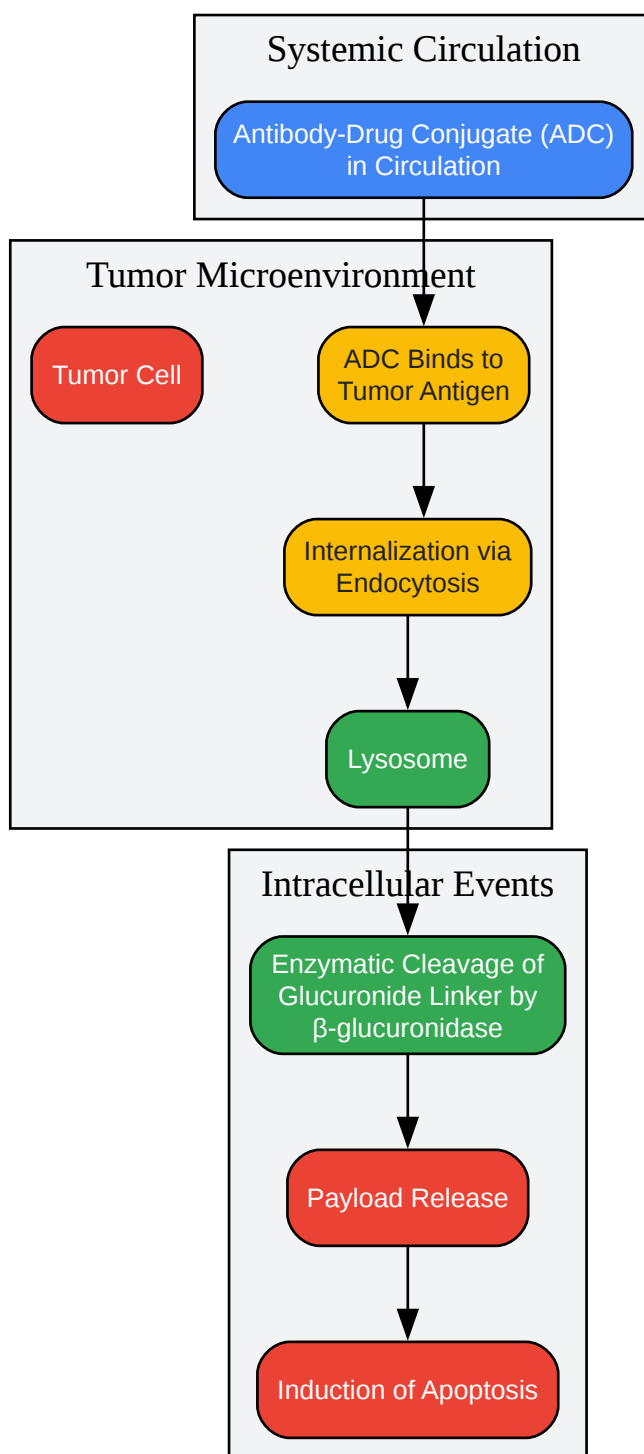 Systemic Circulation
Antibody-Drug Conjugate (ADC)
in Circulation
Tumor Microenvironment
Tumor Cell
ADC Binds to
Tumor Antigen
Internalization via
Endocytosis
Lysosome
Intracellular Events
Enzymatic Cleavage of
Glucuronide Linker by
β-glucuronidase
Payload Release
Induction of Apoptosis